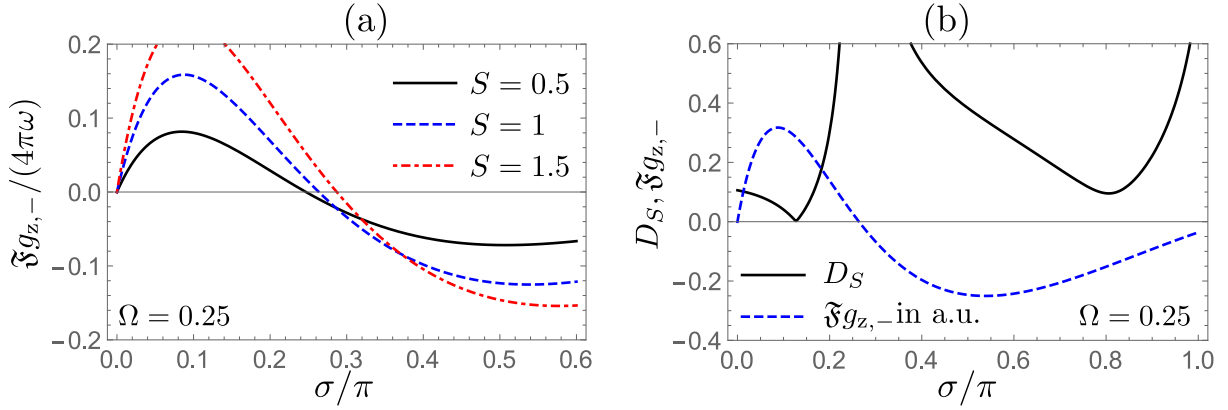 (a)
𝔉g_{z,−}/(4πω)
0.2
0.1
0.0
−0.1
−0.2
S = 0.5
S = 1
S = 1.5
Ω = 0.25
0.0 0.1 0.2 0.3 0.4 0.5 0.6
σ/π
(b)
D_S, 𝔉g_{z,−}
0.6
0.4
0.2
0.0
−0.2
−0.4
D_S
𝔉g_{z,−} in a.u.
Ω = 0.25
0.0 0.2 0.4 0.6 0.8 1.0
σ/π